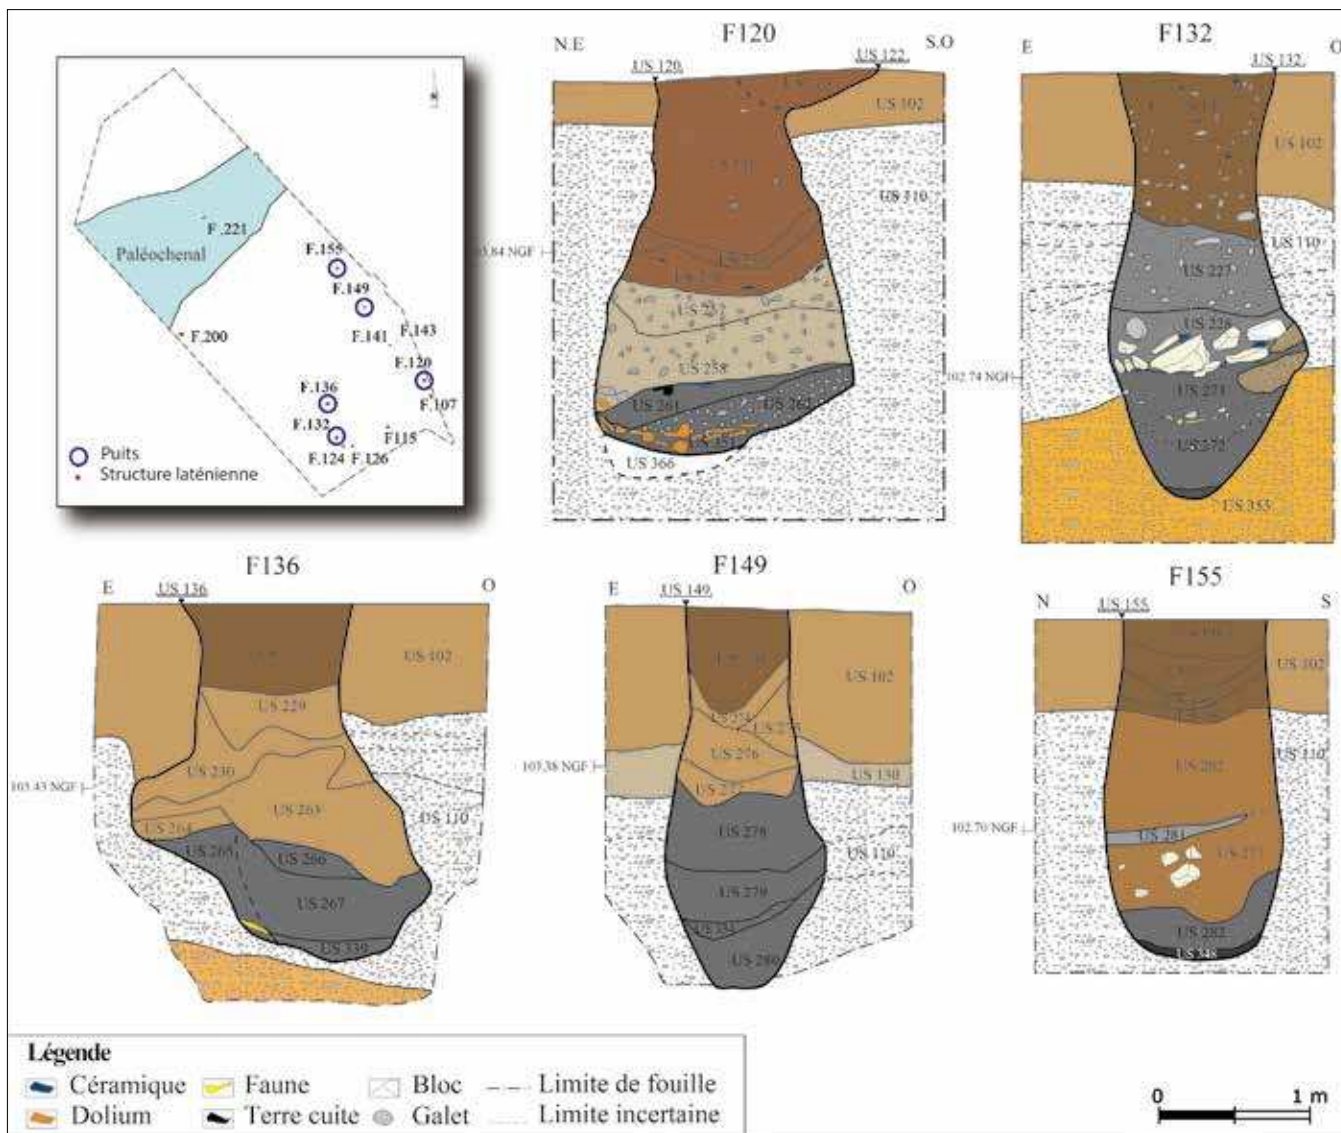 F .221
Paléochenal
F.155
F.149
F.141
F.143
F.200
F.120
F.136
F.107
F.132
F115
F.124
F.126
Puits
Structure laténienne
F120
N.E
S.O
US 120.
US 122.
US 102
US 110
US 257
US 258
US 261
US 366
F132
E
O
US 132.
US 102
US 110
US 227
US 228
102.74 NGF
US 271
US 272
US 353
F136
E
O
US 136.
US 102
US 229
US 230
103.43 NGF
US 263
US 110
US 264
US 265
US 266
US 267
US 339
F149
E
O
US 149.
US 102
US 276
103.38 NGF
US 130
US 277
US 278
US 110
US 279
US 280
F155
N
S
US 155.
US 102
US 110
102.70 NGF
US 281
US 282
Légende
Céramique
Faune
Bloc
Limite de fouille
Dolium
Terre cuite
Galet
Limite incertaine
0
1 m